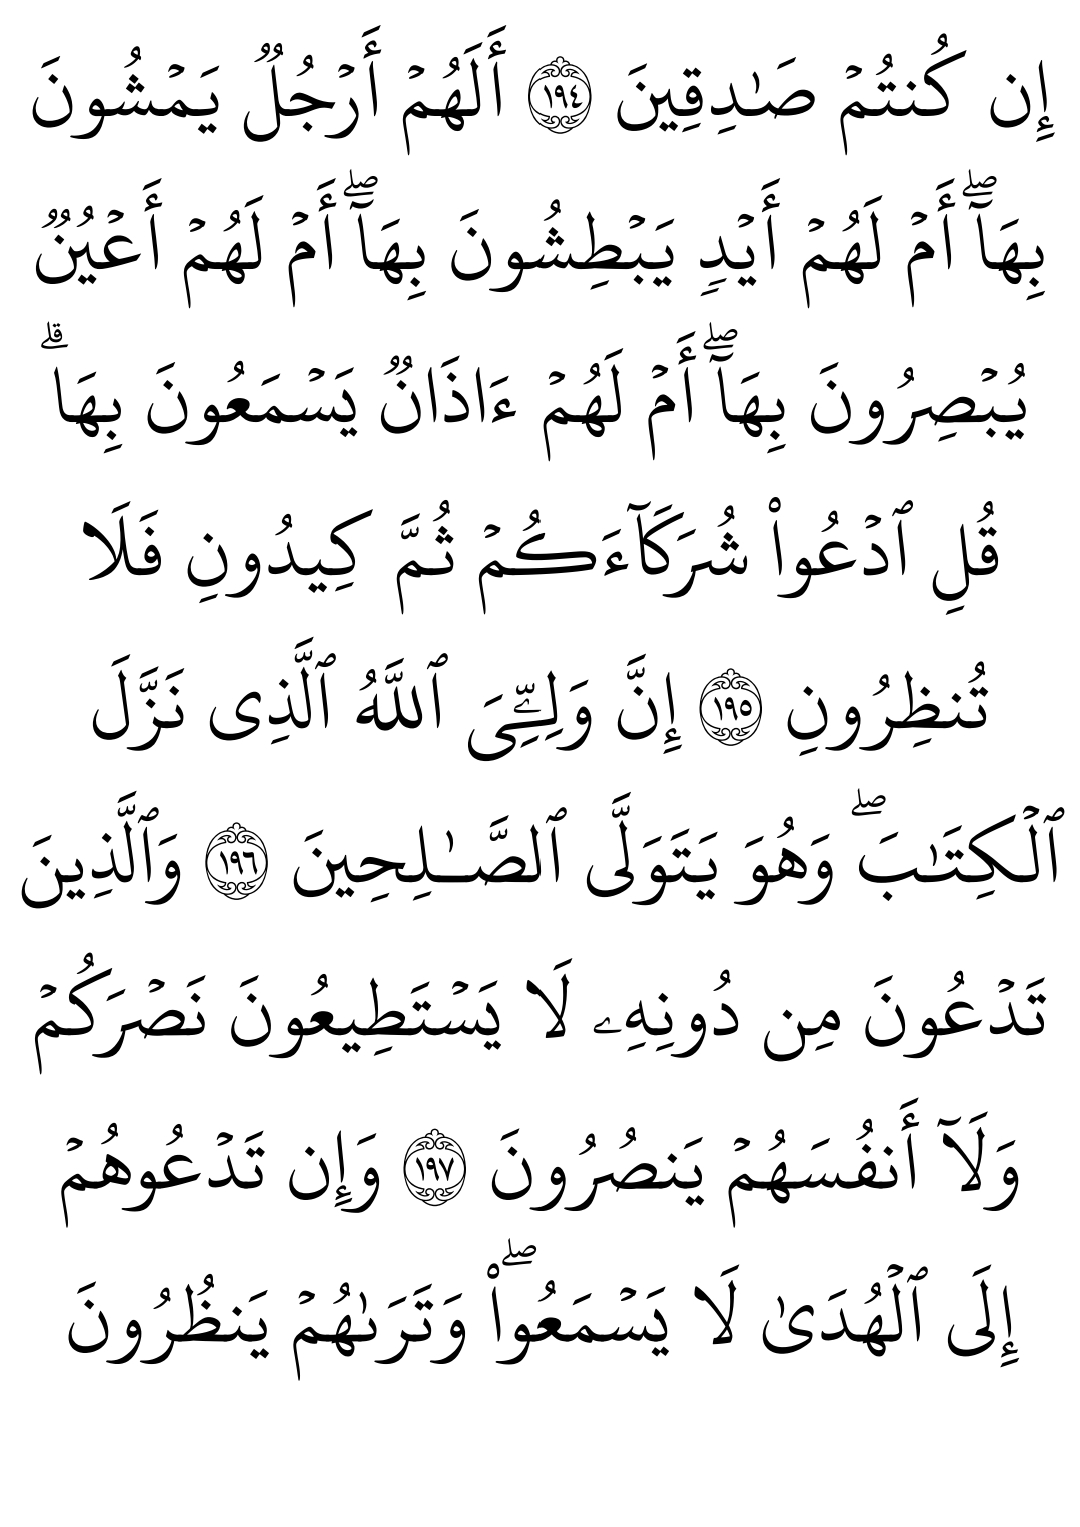 إِن كُنتُمۡ صَـٰدِقِينَ ١٩٤ أَلَهُمۡ أَرۡجُلٌ يَمۡشُونَ
بِهَآۖ أَمۡ لَهُمۡ أَيۡدٍ يَبۡطِشُونَ بِهَآۖ أَمۡ لَهُمۡ أَعۡيُنٌ
يُبۡصِرُونَ بِهَآۖ أَمۡ لَهُمۡ ءَاذَانٌ يَسۡمَعُونَ بِهَاۗ
قُلِ ٱدۡعُوا۟ شُرَكَآءَكُمۡ ثُمَّ كِيدُونِ فَلَا
تُنظِرُونِ ١٩٥ إِنَّ وَلِـِّۧیَ ٱللَّهُ ٱلَّذِی نَزَّلَ
ٱلۡكِتَـٰبَۖ وَهُوَ يَتَوَلَّى ٱلصَّـٰلِحِينَ ١٩٦ وَٱلَّذِينَ
تَدۡعُونَ مِن دُونِهِۦ لَا يَسۡتَطِيعُونَ نَصۡرَكُمۡ
وَلَآ أَنفُسَهُمۡ يَنصُرُونَ ١٩٧ وَإِن تَدۡعُوهُمۡ
إِلَى ٱلۡهُدَىٰ لَا يَسۡمَعُوا۟ۖ وَتَرَىٰهُمۡ يَنظُرُونَ